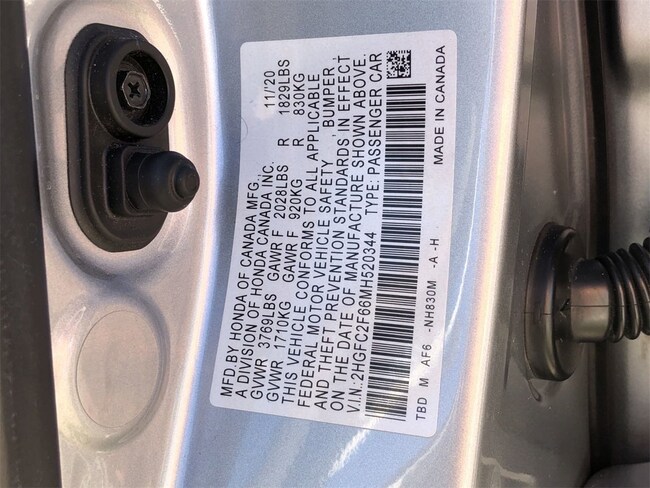 MFD.BY HONDA OF CANADA MFG.,
A DIVISION OF HONDA CANADA INC. 11/'20
GVWR 3769LBS GAWR F 2028LBS R 1829LBS
GVWR 1710KG GAWR F 920KG R 830KG
THIS VEHICLE CONFORMS TO ALL APPLICABLE
FEDERAL MOTOR VEHICLE SAFETY, BUMPER,
AND THEFT PREVENTION STANDARDS IN EFFECT
ON THE DATE OF MANUFACTURE SHOWN ABOVE.
V.I.N.:2HGFC2F66MH520344 TYPE: PASSENGER CAR
TBD M AF6 -NH830M -A -H MADE IN CANADA